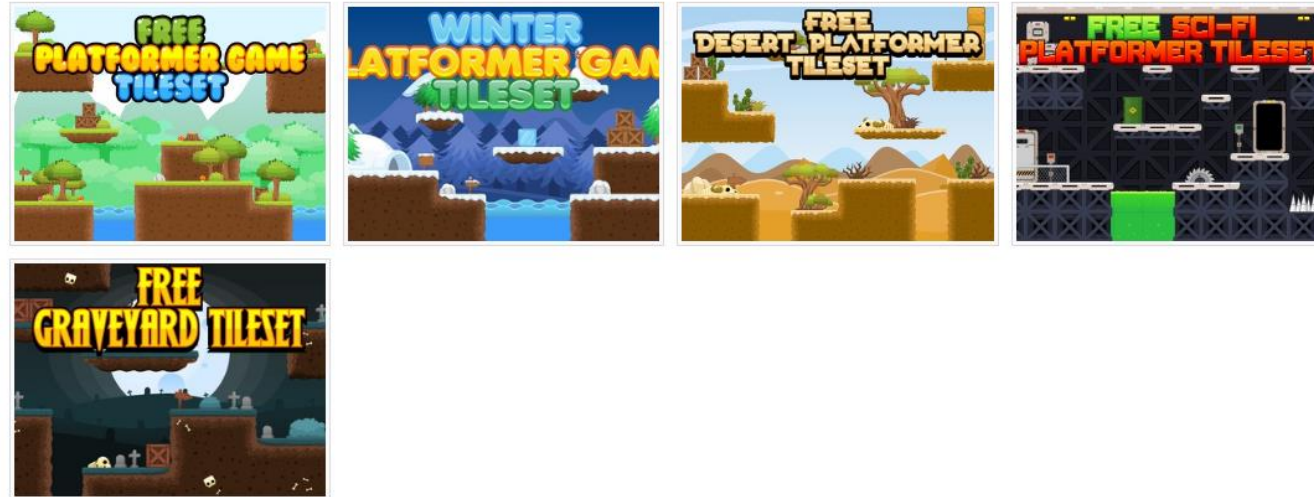 FREE
PLATFORMER GAME
TILESET
WINTER
LATFORMER GAM
TILESET
FREE
DESERT PLATFORMER
TILESET
FREE SCI-FI
PLATFORMER TILESET
FREE
GRAVEYARD TILESET